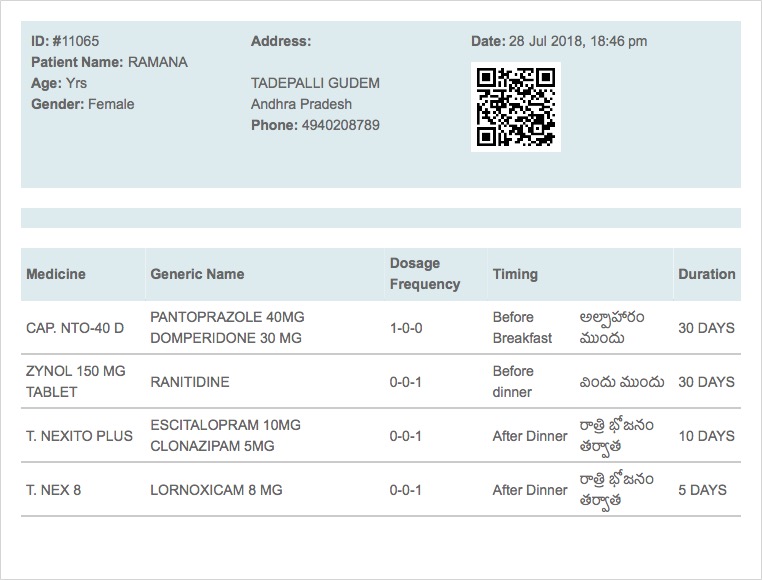 ID: #11065
Patient Name: RAMANA
Age: Yrs
Gender: Female
Address:
TADEPALLI GUDEM
Andhra Pradesh
Phone: 4940208789
Date: 28 Jul 2018, 18:46 pm
Medicine Generic Name Dosage Frequency Timing Duration
CAP. NTO-40 D
PANTOPRAZOLE 40MG
DOMPERIDONE 30 MG
1-0-0
Before
Breakfast
అల్పాహారం
ముందు
30 DAYS
ZYNOL 150 MG
TABLET
RANITIDINE
0-0-1
Before
dinner
విందు ముందు
30 DAYS
T. NEXITO PLUS
ESCITALOPRAM 10MG
CLONAZIPAM 5MG
0-0-1
After Dinner
రాత్రి భోజనం
తర్వాత
10 DAYS
T. NEX 8
LORNOXICAM 8 MG
0-0-1
After Dinner
రాత్రి భోజనం
తర్వాత
5 DAYS